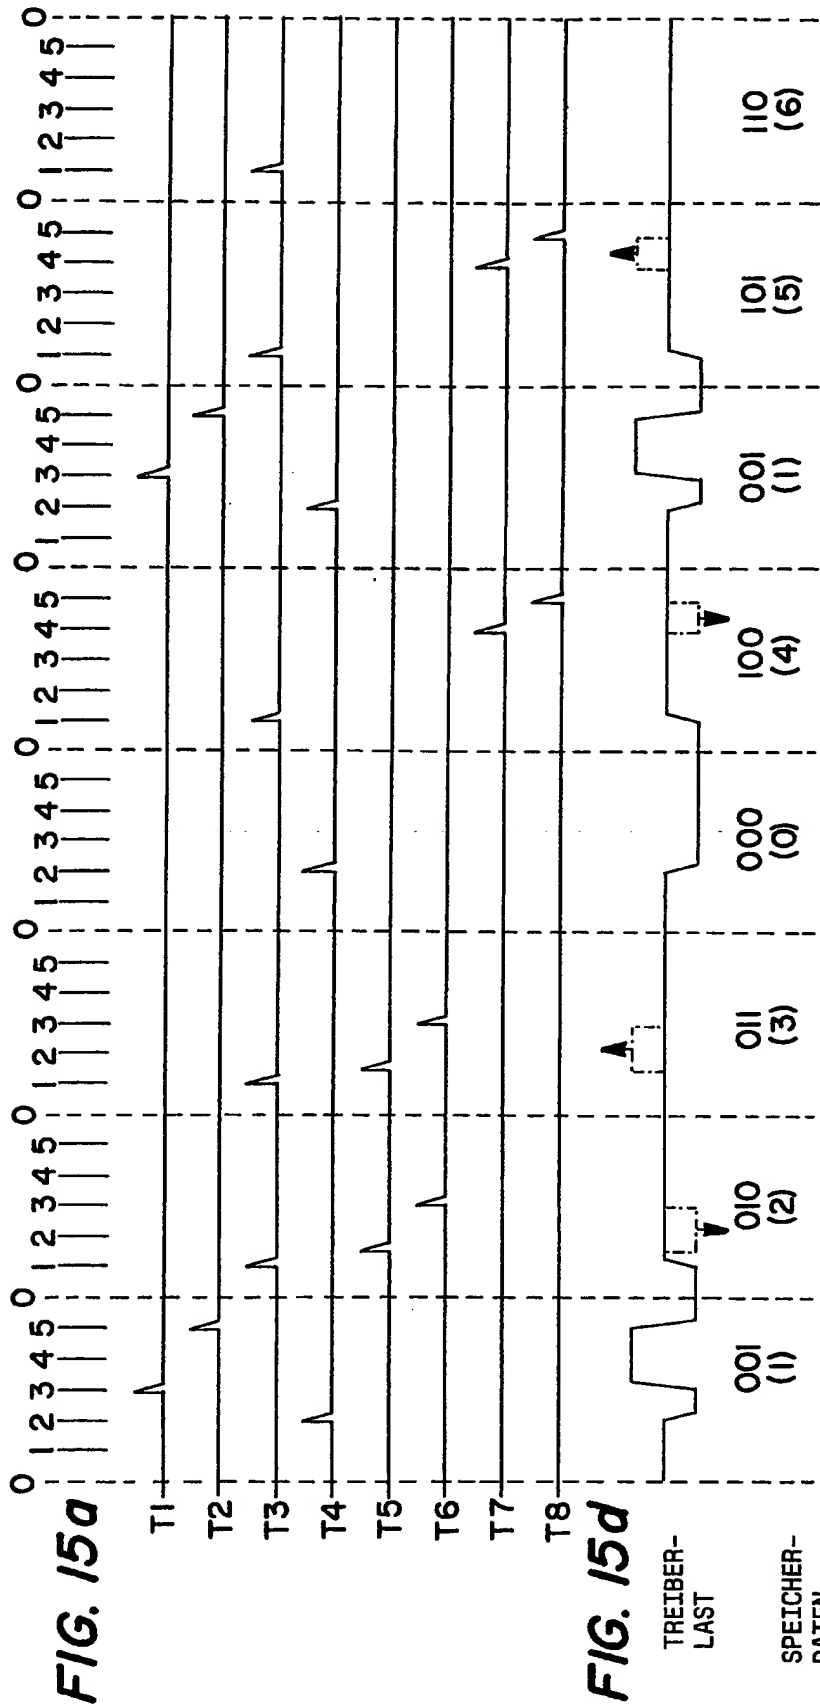 FIG. 15a
0 1 2 3 4 5 0 1 2 3 4 5 0 1 2 3 4 5 0 1 2 3 4 5 0 1 2 3 4 5 0 1 2 3 4 5 0 1 2 3 4 5 0 1 2 3 4 5 0
T1
T2
T3
T4
T5
T6
T7
T8
FIG. 15d
TREIBER-
LAST
SPEICHER-
DATEN
001 010 011 000 100 001 101 110
(1) (2) (3) (0) (4) (1) (5) (6)